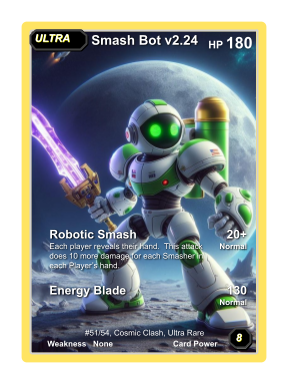 ULTRA
Smash Bot v2.24
HP 180
Robotic Smash 20+
Each player reveals their hand. This attack Normal
does 10 more damage for each Smasher in
each Player's hand.
Energy Blade 130
Normal
#51/54, Cosmic Clash, Ultra Rare
Weakness None Card Power 8